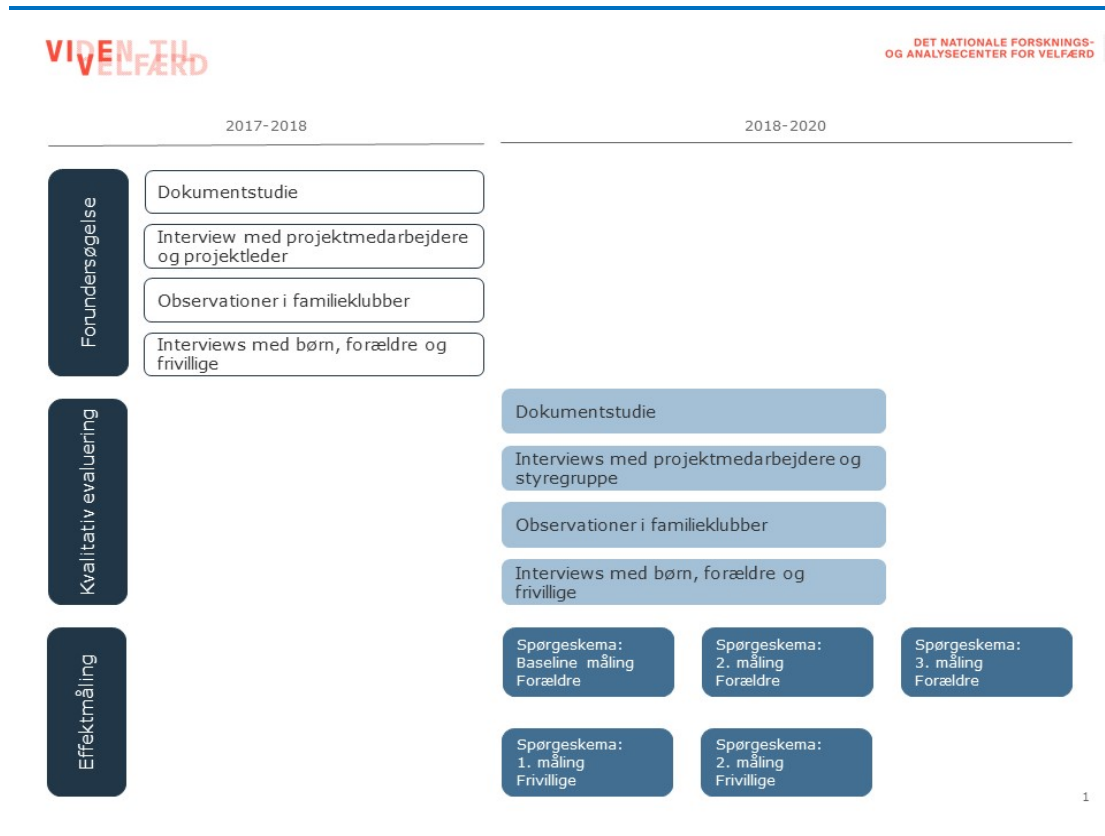 VIDEN TIL
VELFÆRD
DET NATIONALE FORSKNINGS-
OG ANALYSECENTER FOR VELFÆRD
2017-2018
2018-2020
Forundersøgelse
Dokumentstudie
Interview med projektmedarbejdere
og projektleder
Observationer i familieklubber
Interviews med børn, forældre og
frivillige
Kvalitativ evaluering
Dokumentstudie
Interviews med projektmedarbejdere og
styregruppe
Observationer i familieklubber
Interviews med børn, forældre og
frivillige
Effektmåling
Spørgeskema:
Baseline måling
Forældre
Spørgeskema:
2. måling
Forældre
Spørgeskema:
3. måling
Forældre
Spørgeskema:
1. måling
Frivillige
Spørgeskema:
2. måling
Frivillige
1